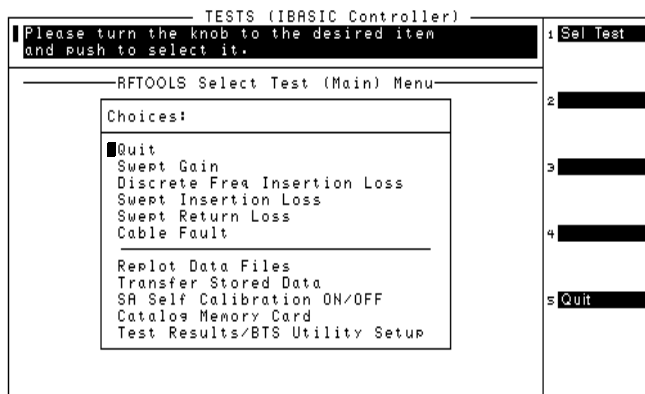 TESTS (IBASIC Controller)
Please turn the knob to the desired item
and push to select it.
RFTOOLS Select Test (Main) Menu
Choices:
Quit
Swept Gain
Discrete Freq Insertion Loss
Swept Insertion Loss
Swept Return Loss
Cable Fault
Replot Data Files
Transfer Stored Data
SA Self Calibration ON/OFF
Catalog Memory Card
Test Results/BTS Utility Setup
1 Sel Test
2
3
4
5 Quit